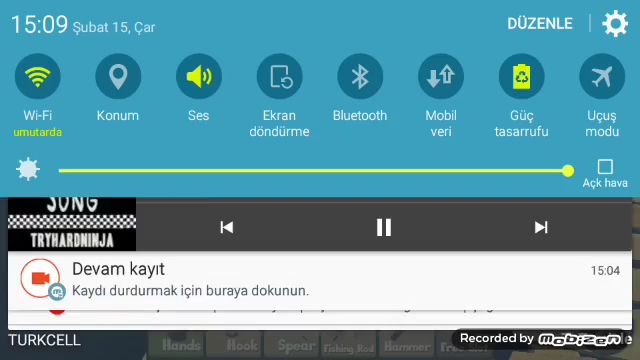 15:09 Şubat 15, Çar
DÜZENLE
Wi-Fi
umutarda
Konum
Ses
Ekran
döndürme
Bluetooth
Mobil
veri
Güç
tasarrufu
Uçuş
modu
Açk hava
SONG
TRYHARDNINJA
Devam kayıt
15:04
Kaydı durdurmak için buraya dokunun.
TURKCELL
Recorded by MOBIZEN
Hands
Hook
Spear
Fishing Rod
Hammer